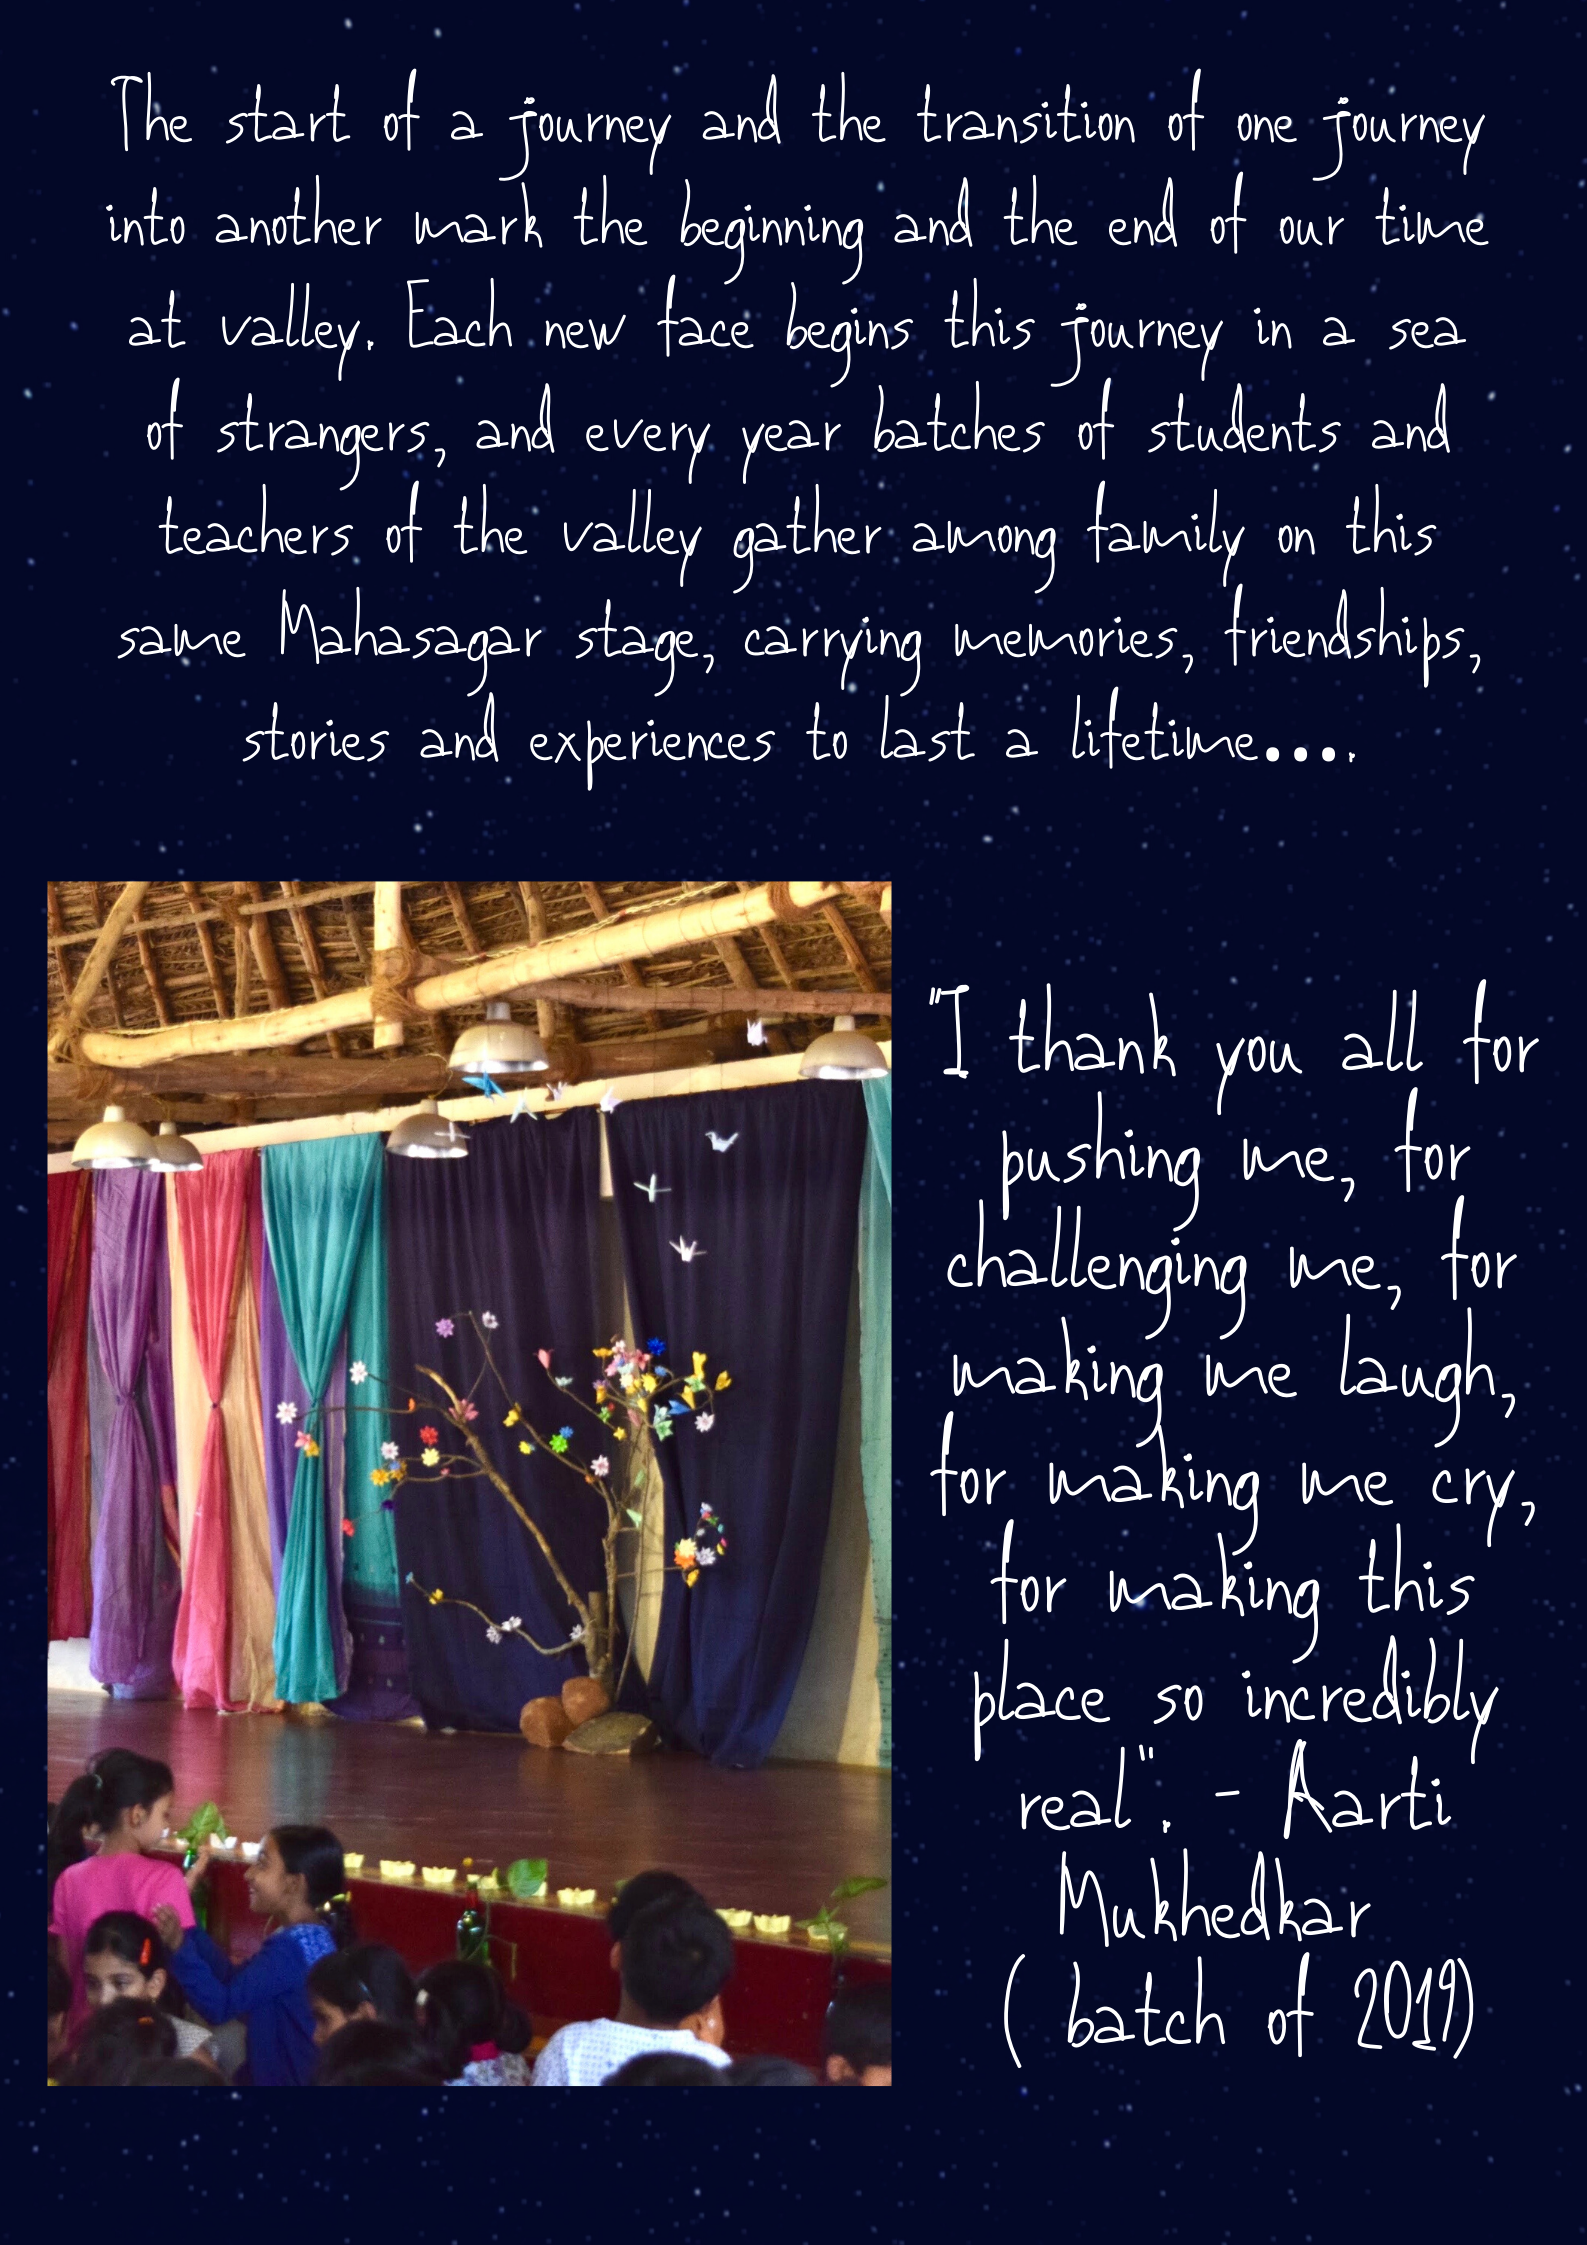 The start of a journey and the transition of one journey
into another mark the beginning and the end of our time
at valley. Each new face begins this journey in a sea
of strangers, and every year batches of students and
teachers of the valley gather among family on this
same Mahasagar stage, carrying memories, friendships,
stories and experiences to last a lifetime....
"I thank you all for
pushing me, for
challenging me, for
making me laugh,
for making me cry,
for making this
place so incredibly
real". - Aarti
Mukhedkar
( batch of 2019)